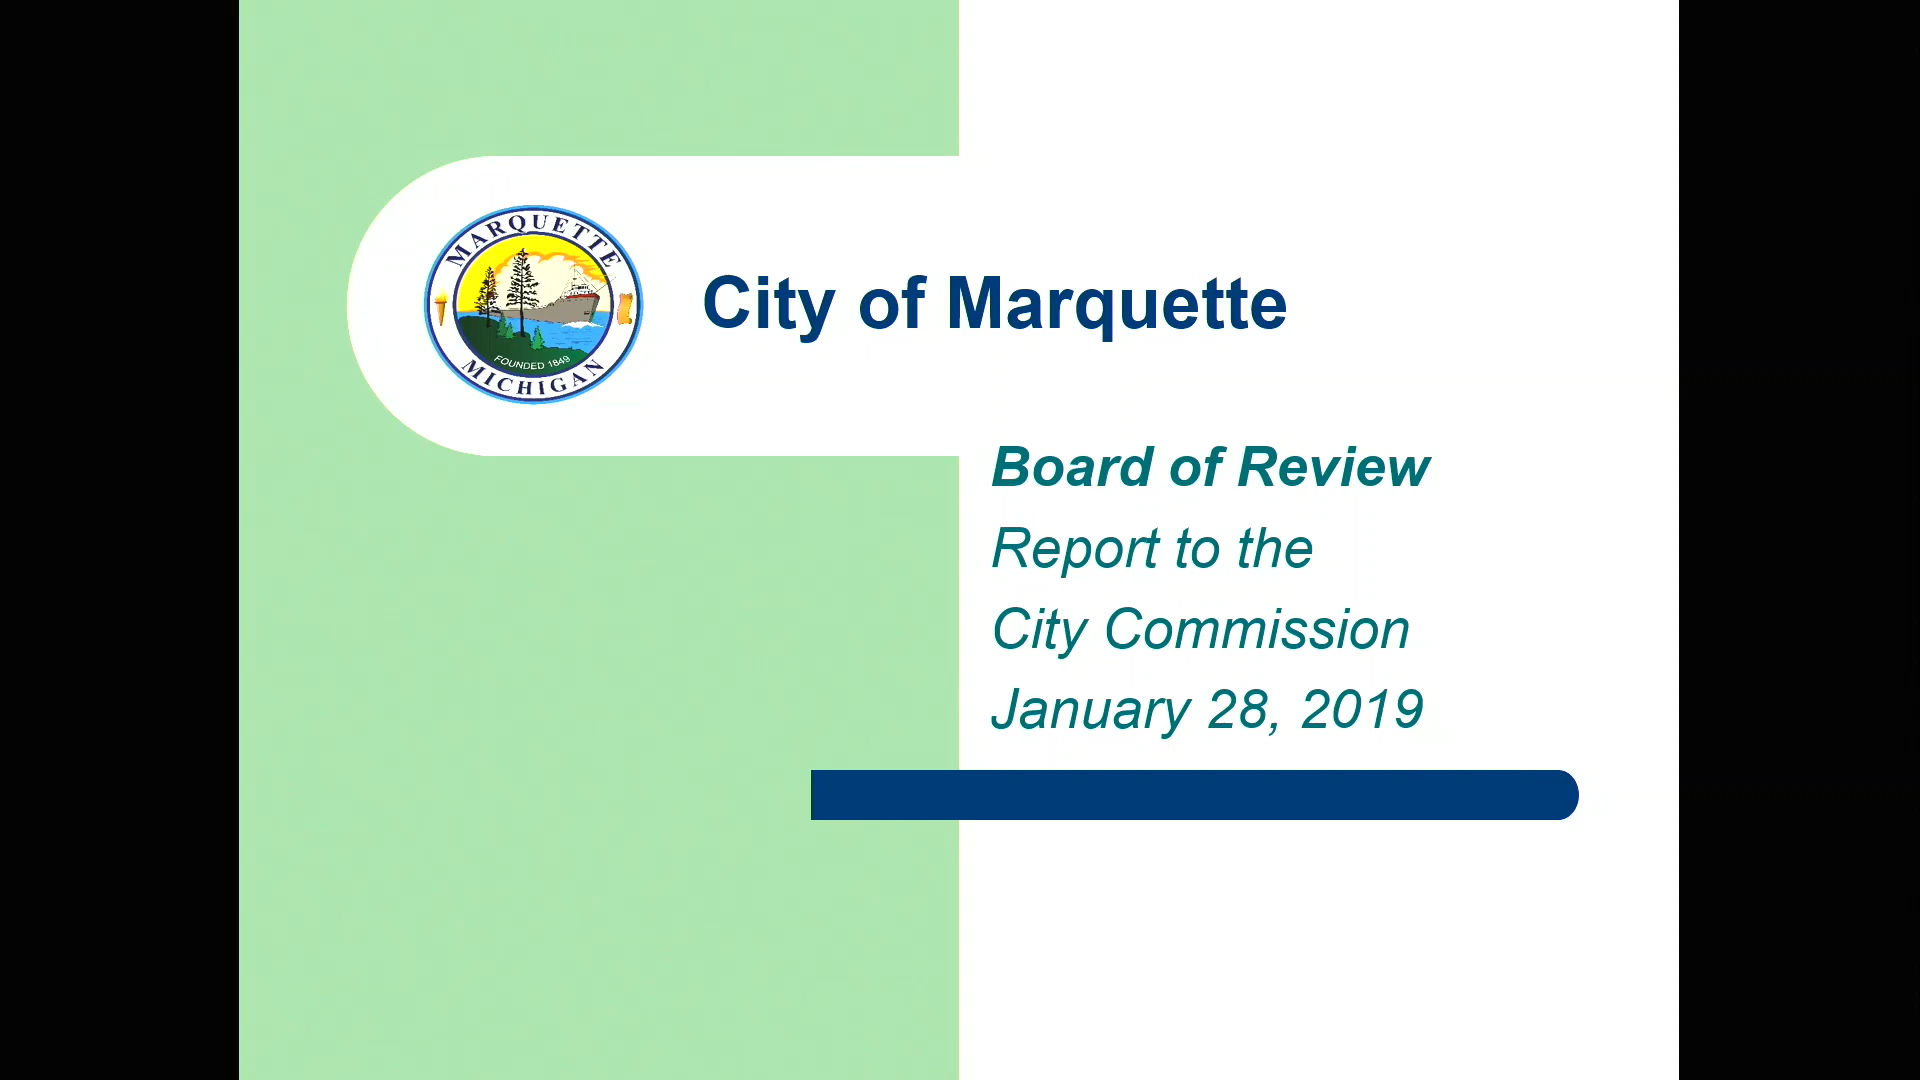 MARQUETTE
FOUNDED 1849
MICHIGAN
City of Marquette
Board of Review
Report to the
City Commission
January 28, 2019